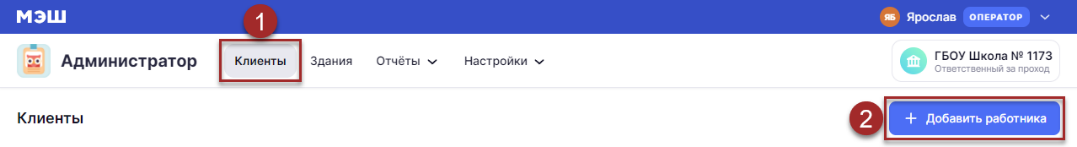 МЭШ
1
ЯБ Ярослав ОПЕРАТОР
Администратор Клиенты Здания Отчёты Настройки
ГБОУ Школа № 1173
Ответственный за проход
Клиенты
2
+ Добавить работника